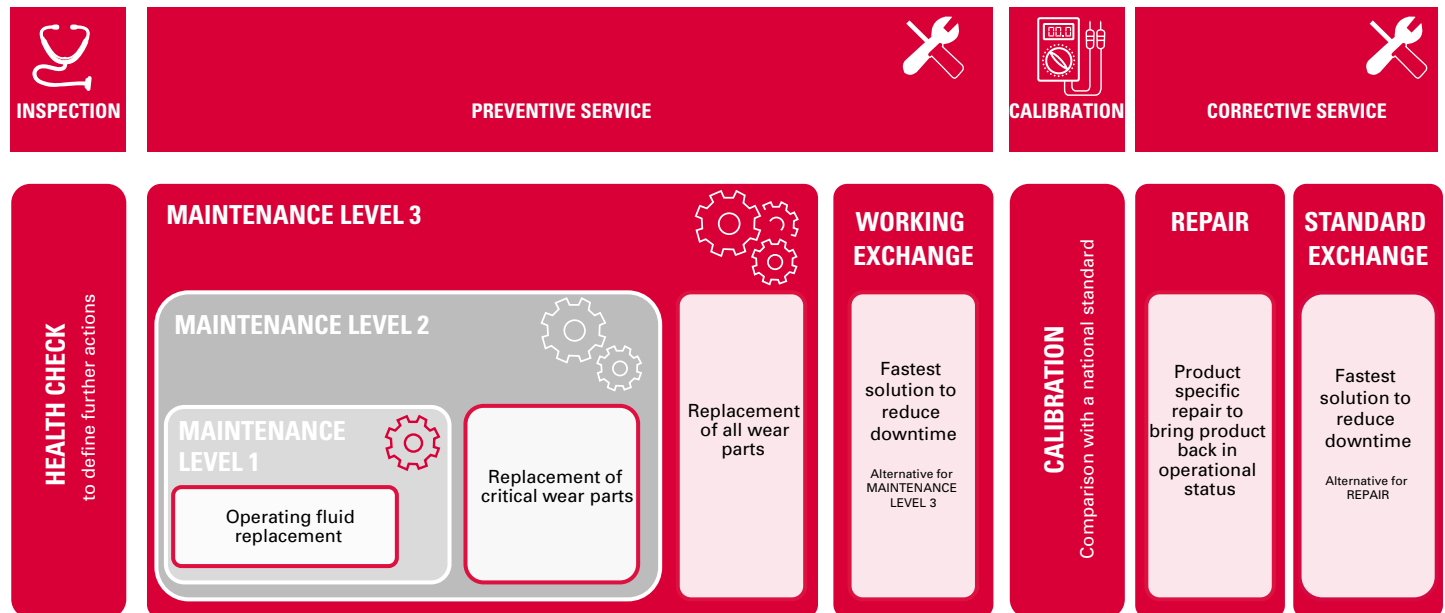 00.0
INSPECTION
PREVENTIVE SERVICE
CALIBRATION
CORRECTIVE SERVICE
HEALTH CHECK
to define further actions
MAINTENANCE LEVEL 3
MAINTENANCE LEVEL 2
MAINTENANCE
LEVEL 1
Operating fluid
replacement
Replacement of
critical wear parts
Replacement
of all wear
parts
WORKING
EXCHANGE
Fastest
solution to
reduce
downtime
Alternative for
MAINTENANCE
LEVEL 3
CALIBRATION
Comparison with a national standard
REPAIR
Product
specific
repair to
bring product
back in
operational
status
STANDARD
EXCHANGE
Fastest
solution to
reduce
downtime
Alternative for
REPAIR